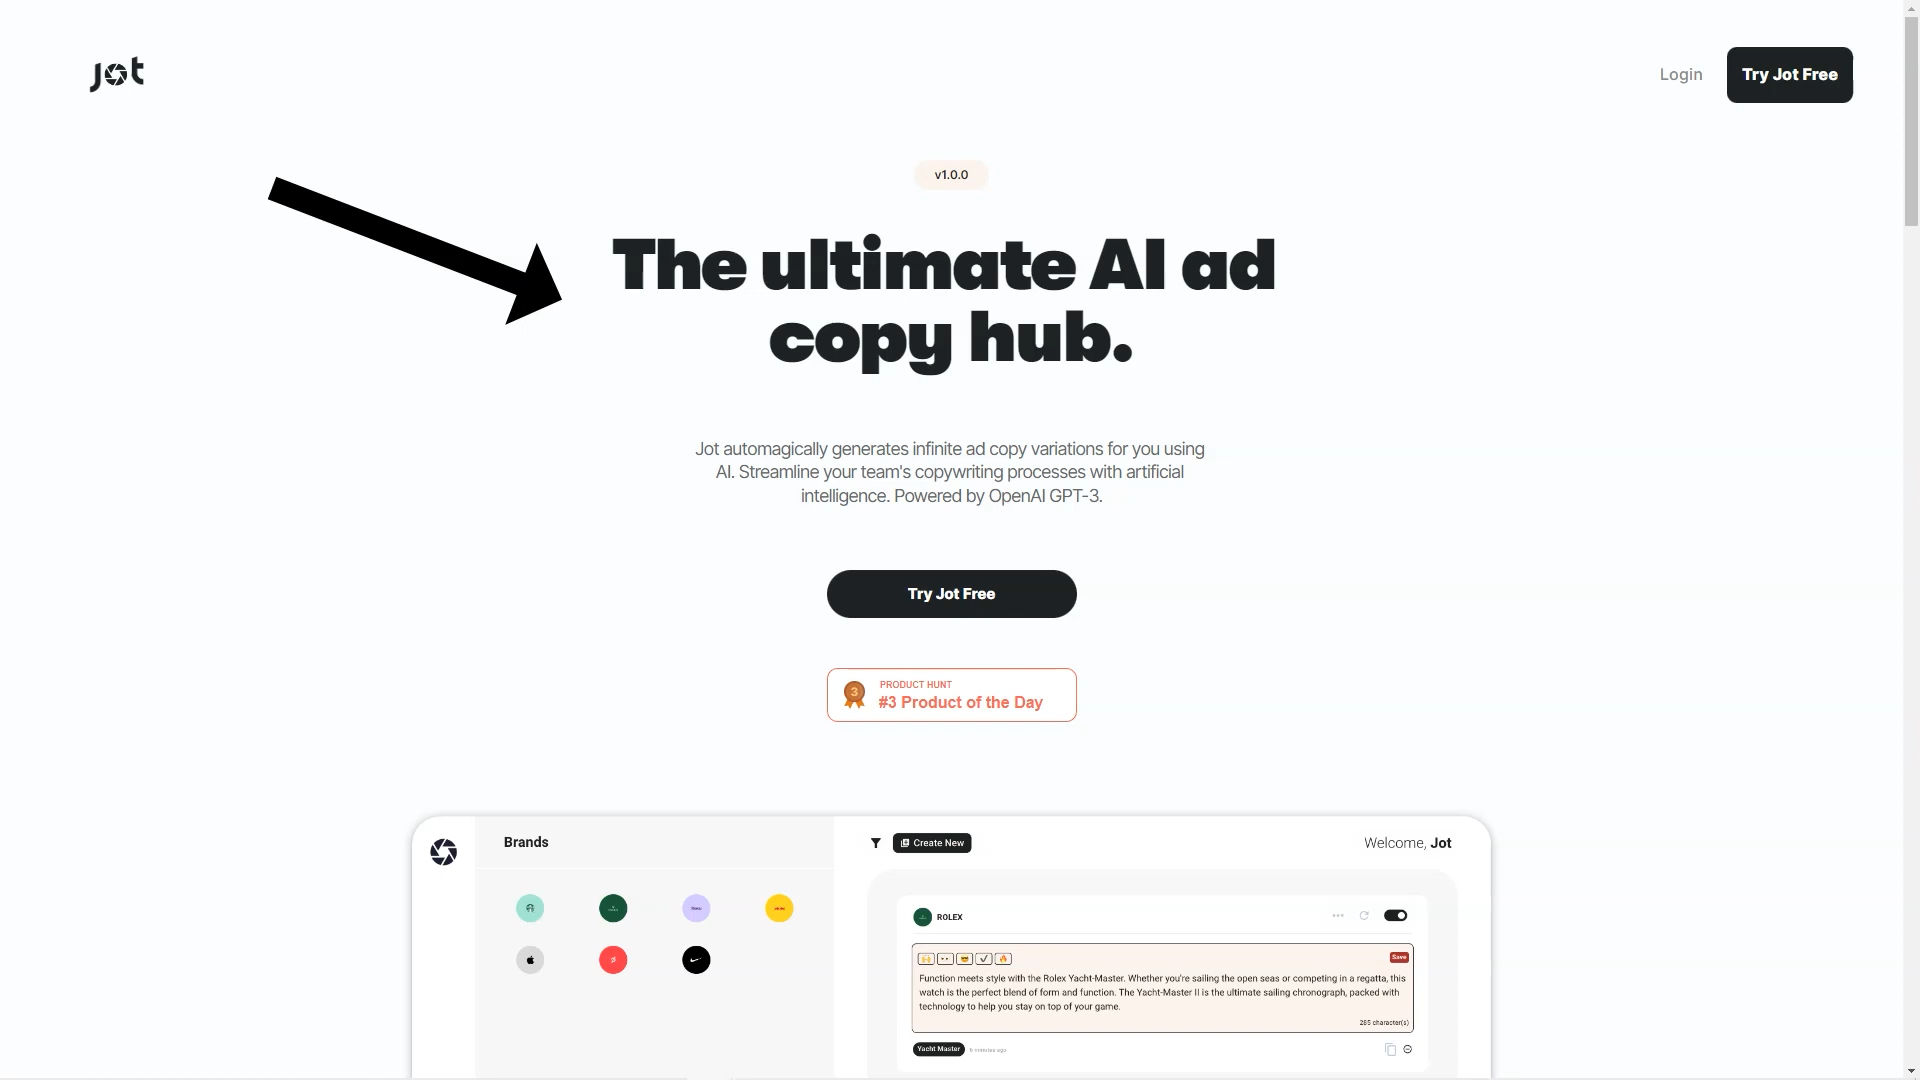 Jot
Login
Try Jot Free
v1.0.0
The ultimate AI ad
copy hub.
Jot automagically generates infinite ad copy variations for you using
AI. Streamline your team's copywriting processes with artificial
intelligence. Powered by OpenAI GPT-3.
Try Jot Free
3
PRODUCT HUNT
#3 Product of the Day
Brands
Create New
Welcome, Jot
ROLEX
Save
Function meets style with the Rolex Yacht-Master. Whether you're sailing the open seas or competing in a regatta, this
watch is the perfect blend of form and function. The Yacht-Master II is the ultimate sailing chronograph, packed with
technology to help you stay on top of your game.
285 character(s)
Yacht Master
minutes ago